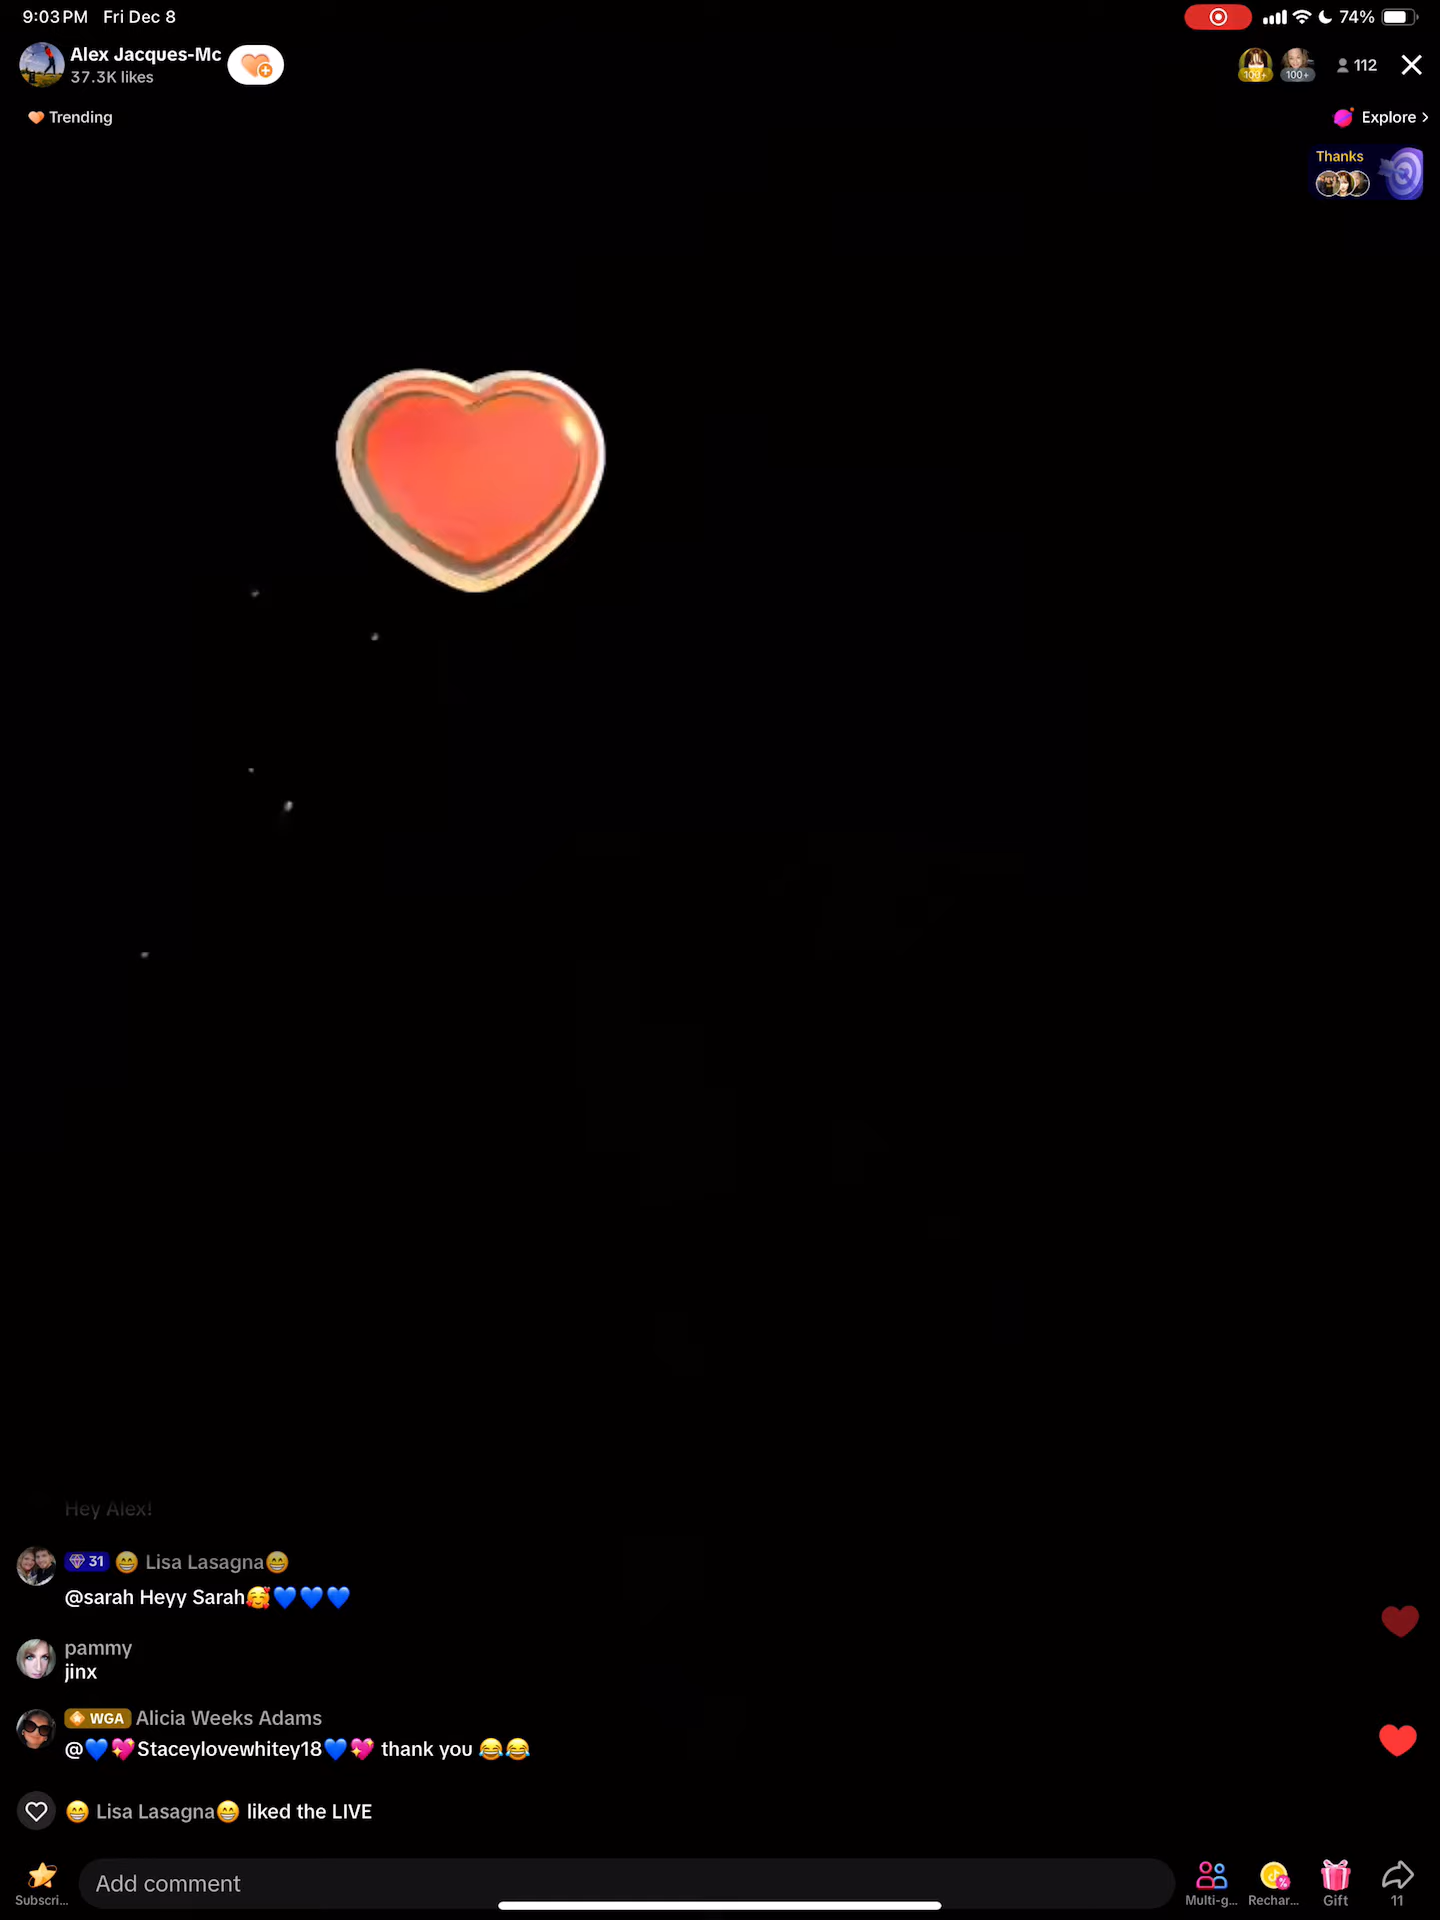 9:03 PM Fri Dec 8
74%
Alex Jacques-Mc
37.3K likes
100+
100+
112
Trending
Explore >
Thanks
Hey Alex!
31 😁 Lisa Lasagna😁
@sarah Heyy Sarah🥰💙💙💙
pammy
jinx
WGA Alicia Weeks Adams
@💙💖Staceylovewhitey18💙💖 thank you 😂😂
😁 Lisa Lasagna😁 liked the LIVE
Add comment
Subscri...
Multi-g...
Rechar...
Gift
11